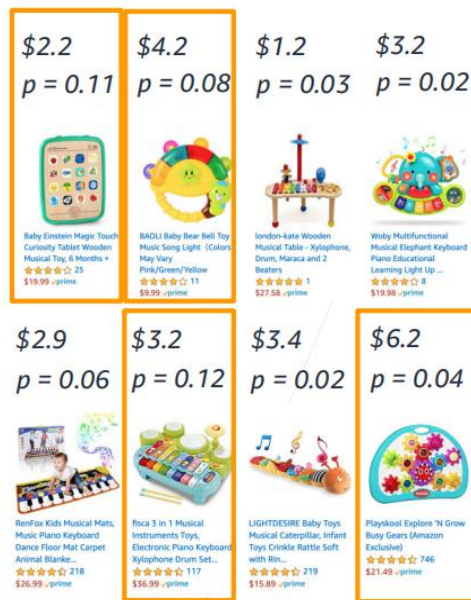 $2.2
p = 0.11
Baby Einstein Magic Touch
Curiosity Tablet Wooden
Musical Toy, 6 Months +
25
$19.99 prime
$4.2
p = 0.08
BAOLI Baby Bear Bell Toy
Music Song Light (Colors
May Vary
Pink/Green/Yellow
11
$9.99 prime
$1.2
p = 0.03
london-kate Wooden
Musical Table - Xylophone,
Drum, Maraca and 2
Beaters
1
$27.58 prime
$3.2
p = 0.02
Woby Multifunctional
Musical Elephant Keyboard
Piano Educational
Learning Light Up ...
8
$19.98 prime
$2.9
p = 0.06
RenFox Kids Musical Mats,
Music Piano Keyboard
Dance Floor Mat Carpet
Animal Blanke...
218
$26.99 prime
$3.2
p = 0.12
fisca 3 in 1 Musical
Instruments Toys,
Electronic Piano Keyboard
Xylophone Drum Set...
117
$36.99 prime
$3.4
p = 0.02
LIGHTDESIRE Baby Toys
Musical Caterpillar, Infant
Toys Crinkle Rattle Soft
with Rin...
219
$15.89 prime
$6.2
p = 0.04
Playskool Explore 'N Grow
Busy Gears (Amazon
Exclusive)
746
$21.49 prime